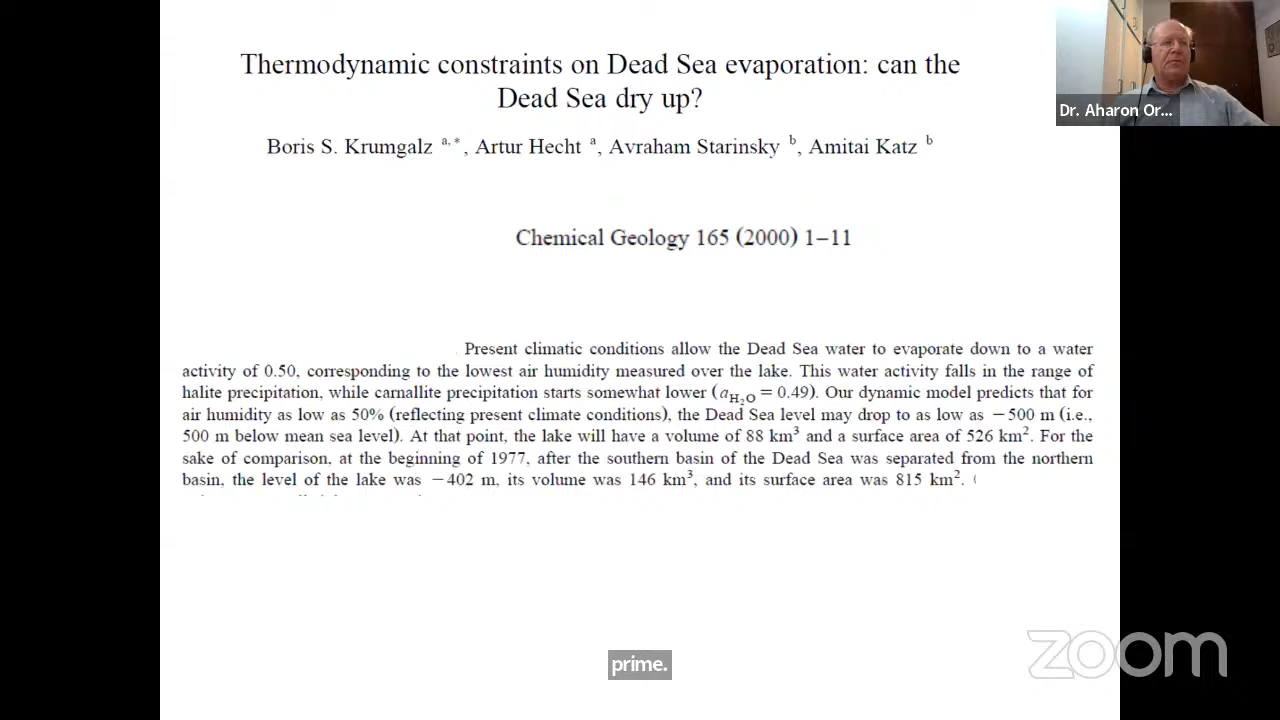 Thermodynamic constraints on Dead Sea evaporation: can the
Dead Sea dry up?
Boris S. Krumgalz a,*, Artur Hecht a, Avraham Starinsky b, Amitai Katz b
Chemical Geology 165 (2000) 1–11
Present climatic conditions allow the Dead Sea water to evaporate down to a water
activity of 0.50, corresponding to the lowest air humidity measured over the lake. This water activity falls in the range of
halite precipitation, while carnallite precipitation starts somewhat lower (aH2O = 0.49). Our dynamic model predicts that for
air humidity as low as 50% (reflecting present climate conditions), the Dead Sea level may drop to as low as −500 m (i.e.,
500 m below mean sea level). At that point, the lake will have a volume of 88 km3 and a surface area of 526 km2. For the
sake of comparison, at the beginning of 1977, after the southern basin of the Dead Sea was separated from the northern
basin, the level of the lake was −402 m, its volume was 146 km3, and its surface area was 815 km2. (
Dr. Aharon Or...
prime.
zoom